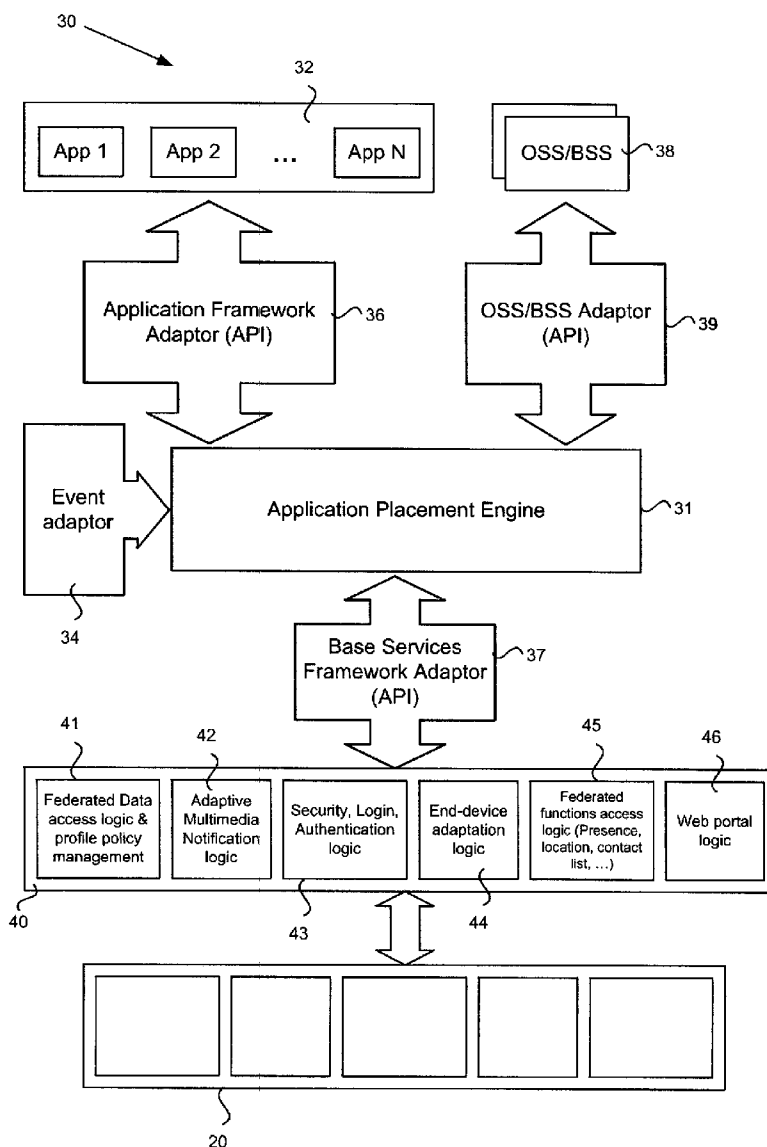 30
32
App 1
App 2
...
App N
OSS/BSS
38
Application Framework
Adaptor (API)
36
OSS/BSS Adaptor
(API)
39
Event
adaptor
34
Application Placement Engine
31
Base Services
Framework Adaptor
(API)
37
41
42
45
46
Federated Data
access logic &
profile policy
management
Adaptive
Multimedia
Notification
logic
Security, Login,
Authentication
logic
End-device
adaptation
logic
Federated
functions access
logic (Presence,
location, contact
list, ...)
Web portal
logic
40
43
44
20